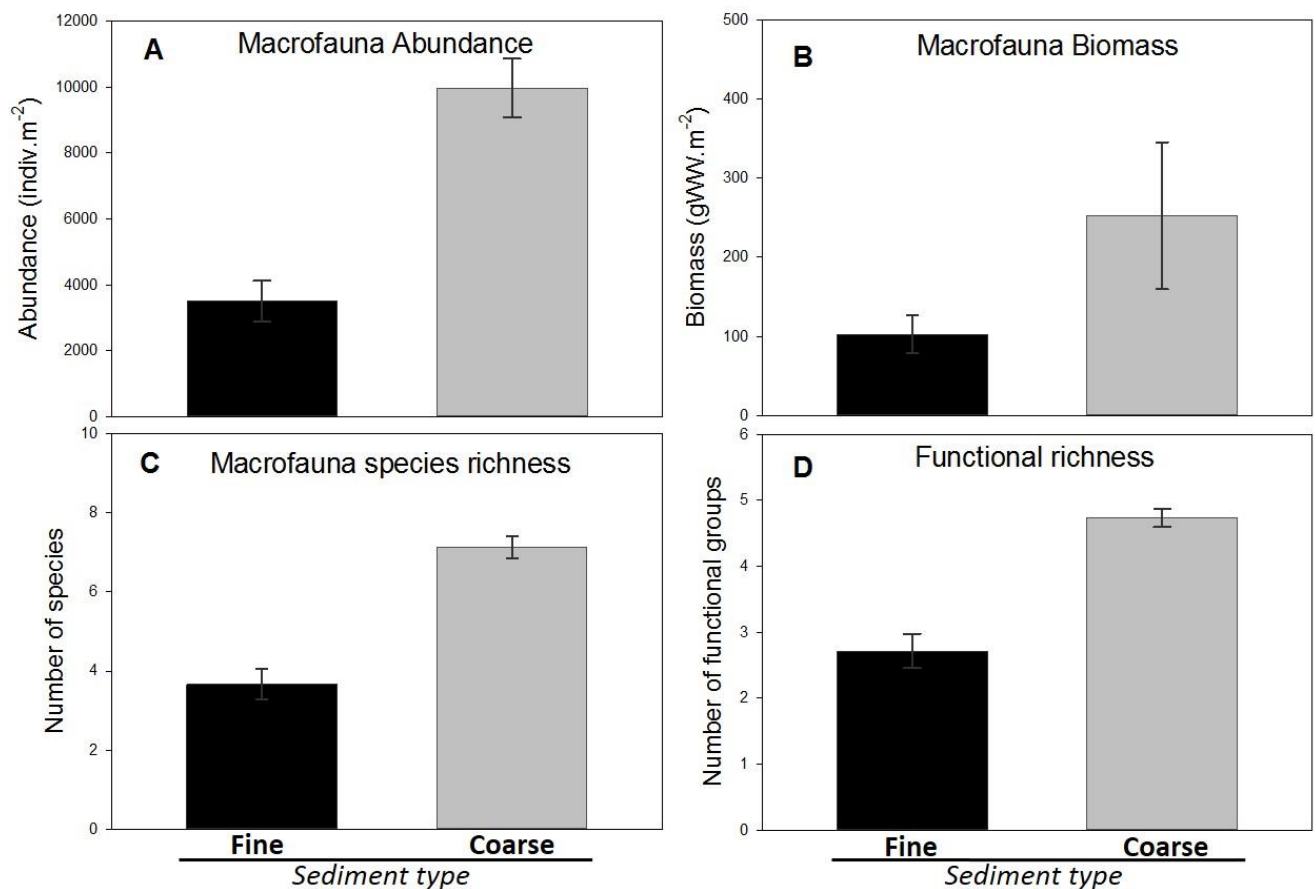 A
Macrofauna Abundance
Abundance (indiv.m⁻²)
12000
10000
8000
6000
4000
2000
0
B
Macrofauna Biomass
Biomass (gWW.m⁻²)
500
400
300
200
100
0
C
Macrofauna species richness
Number of species
10
8
6
4
2
0
Fine
Coarse
Sediment type
D
Functional richness
Number of functional groups
6
5
4
3
2
1
0
Fine
Coarse
Sediment type